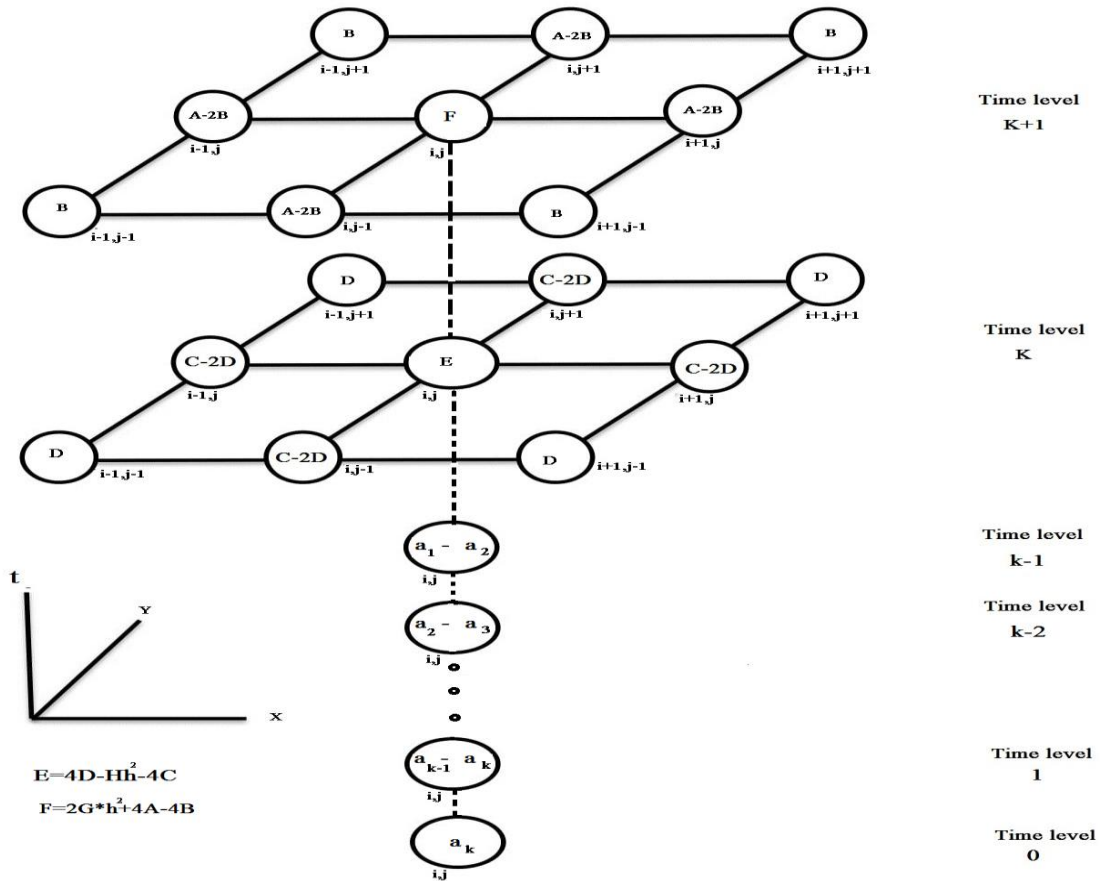 B
A-2B
B
i-1,j+1
i,j+1
i+1,j+1
A-2B
F
A-2B
Time level
K+1
i-1,j
i,j
i+1,j
B
A-2B
B
i-1,j-1
i,j-1
i+1,j-1
D
C-2D
D
i-1,j+1
i,j+1
i+1,j+1
C-2D
E
C-2D
Time level
K
i-1,j
i,j
i+1,j
D
C-2D
D
i-1,j-1
i,j-1
i+1,j-1
a₁ - a₂
i,j
Time level
k-1
a₂ - a₃
i,j
Time level
k-2
t
Y
X
aₖ₋₁- aₖ
i,j
Time level
1
E=4D-Hh²-4C
F=2G*h²+4A-4B
aₖ
i,j
Time level
0